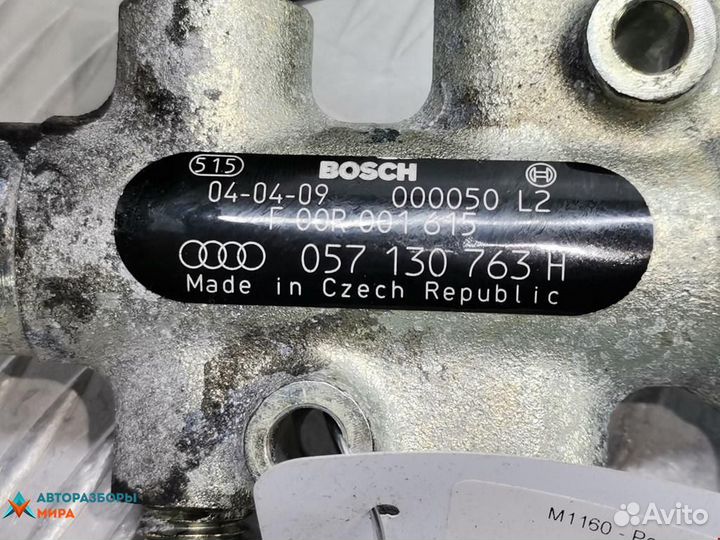 515 BOSCH
04-04-09 000050 L2
F 00R 001 615
057 130 763 H
Made in Czech Republic
M1160 -
АВТОРАЗБОРЫ
МИРА
Avito